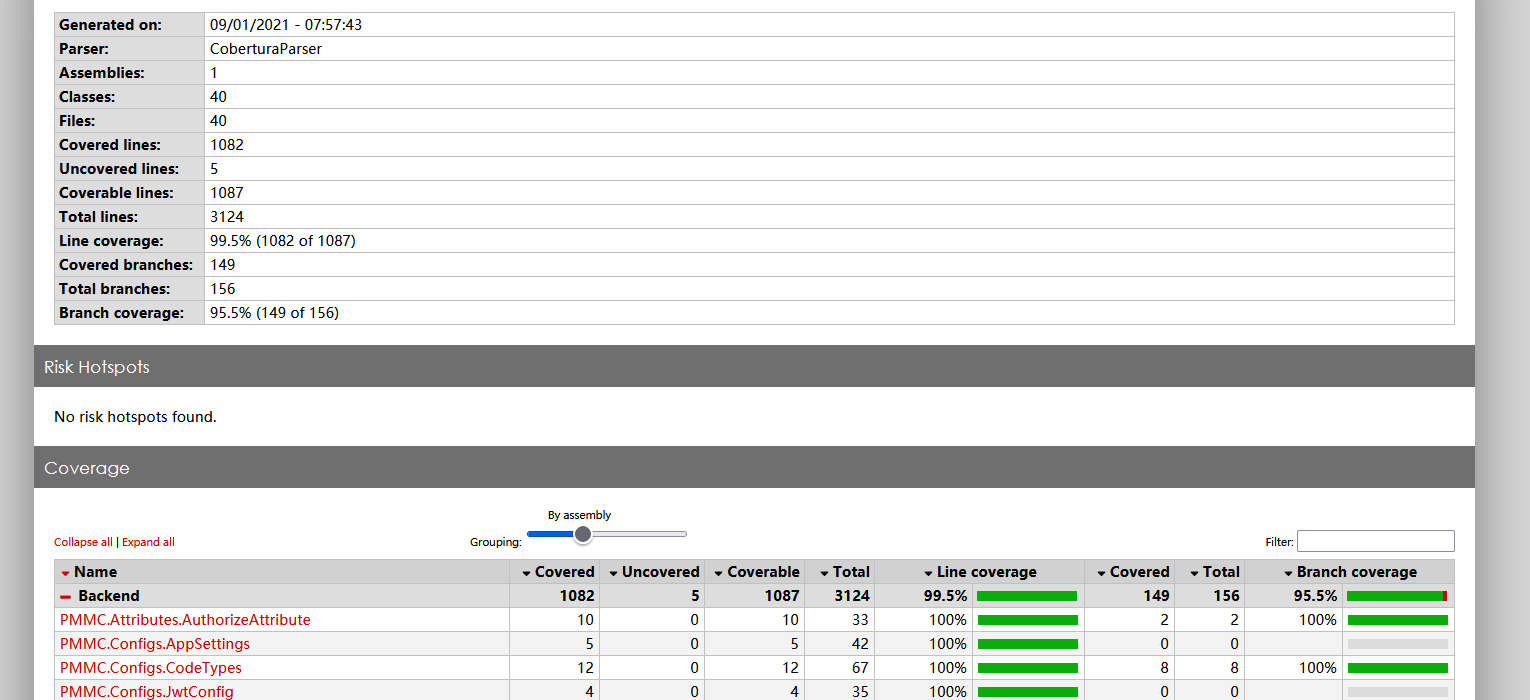 Generated on: 09/01/2021 - 07:57:43
Parser: CoberturaParser
Assemblies: 1
Classes: 40
Files: 40
Covered lines: 1082
Uncovered lines: 5
Coverable lines: 1087
Total lines: 3124
Line coverage: 99.5% (1082 of 1087)
Covered branches: 149
Total branches: 156
Branch coverage: 95.5% (149 of 156)
Risk Hotspots
No risk hotspots found.
Coverage
By assembly
Collapse all | Expand all Grouping: Filter:
Name Covered Uncovered Coverable Total Line coverage Covered Total Branch coverage
Backend 1082 5 1087 3124 99.5% 149 156 95.5%
PMMC.Attributes.AuthorizeAttribute 10 0 10 33 100% 2 2 100%
PMMC.Configs.AppSettings 5 0 5 42 100% 0 0
PMMC.Configs.CodeTypes 12 0 12 67 100% 8 8 100%
PMMC.Configs.JwtConfig 4 0 4 35 100% 0 0